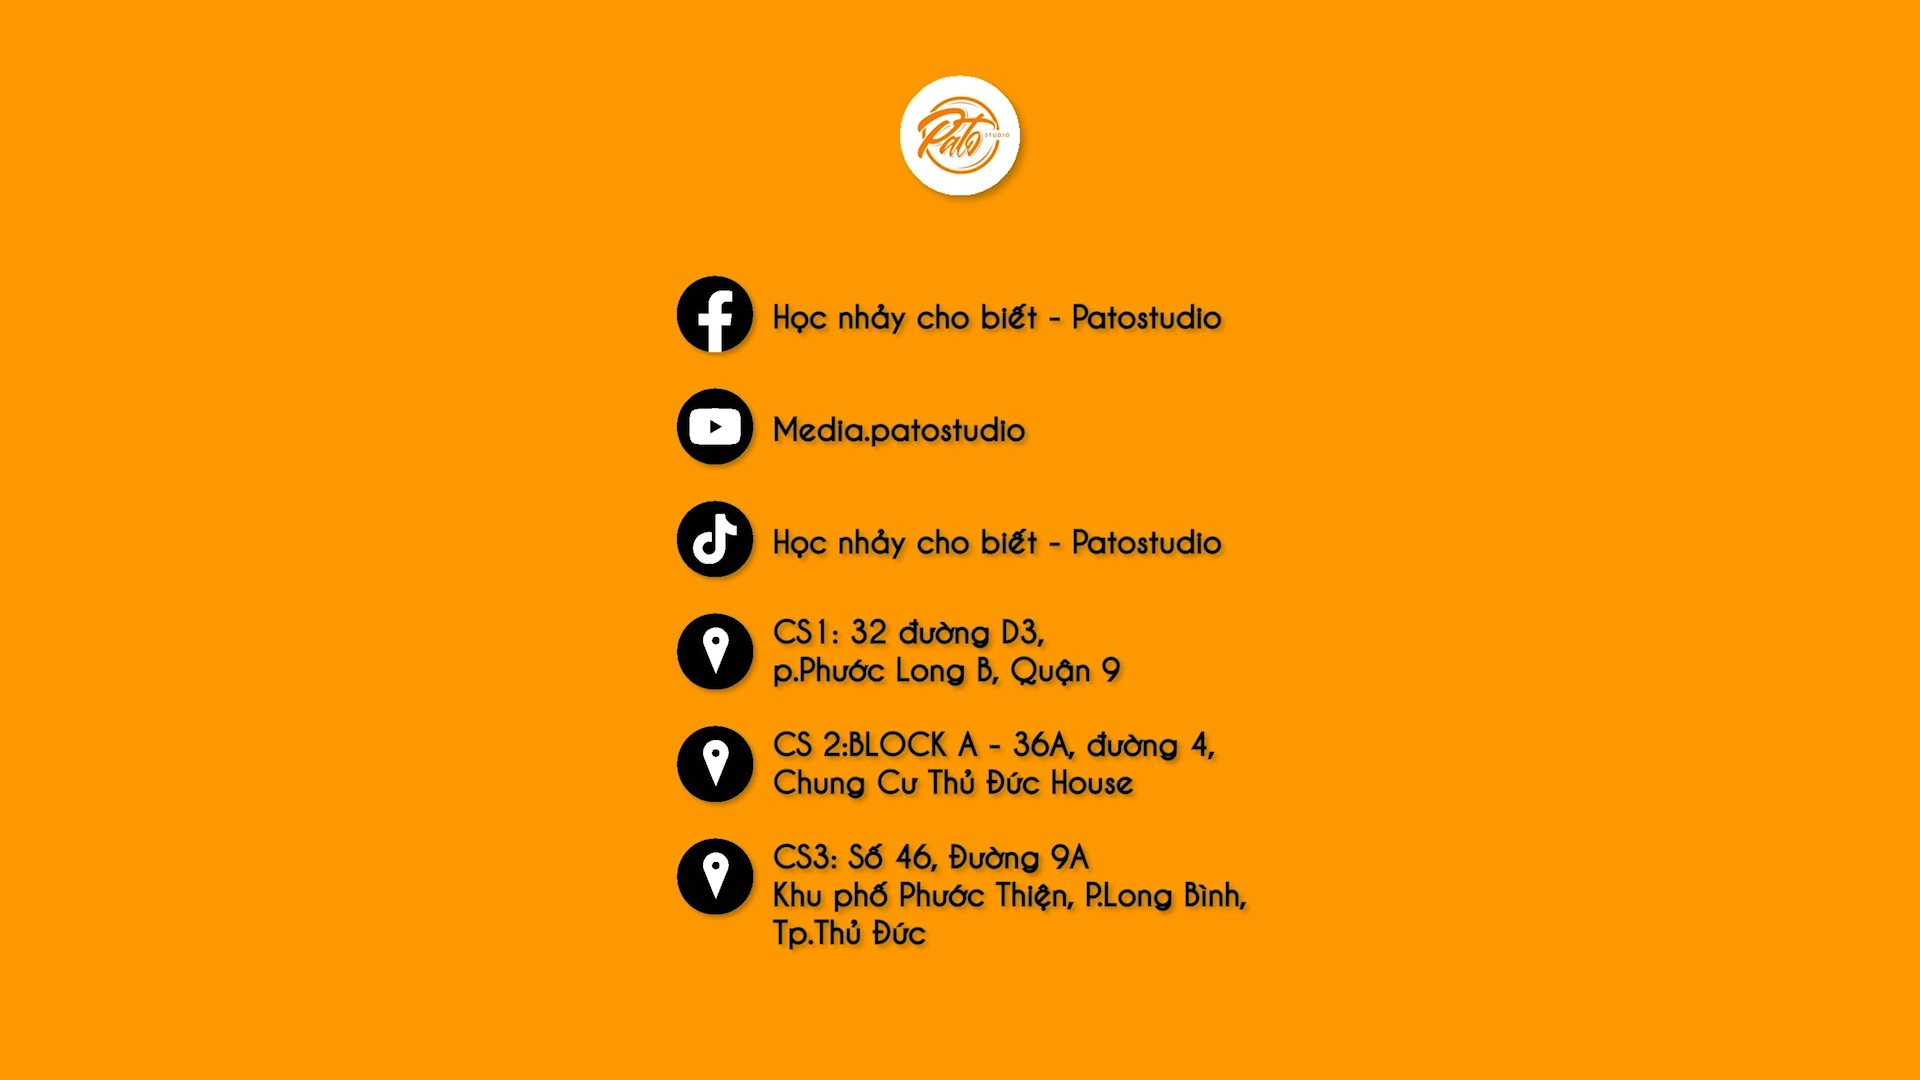 Pato STUDIO
Học nhảy cho biết - Patostudio
Media.patostudio
Học nhảy cho biết - Patostudio
CS1: 32 đường D3,
p.Phước Long B, Quận 9
CS 2:BLOCK A - 36A, đường 4,
Chung Cư Thủ Đức House
CS3: Số 46, Đường 9A
Khu phố Phước Thiện, P.Long Bình,
Tp.Thủ Đức